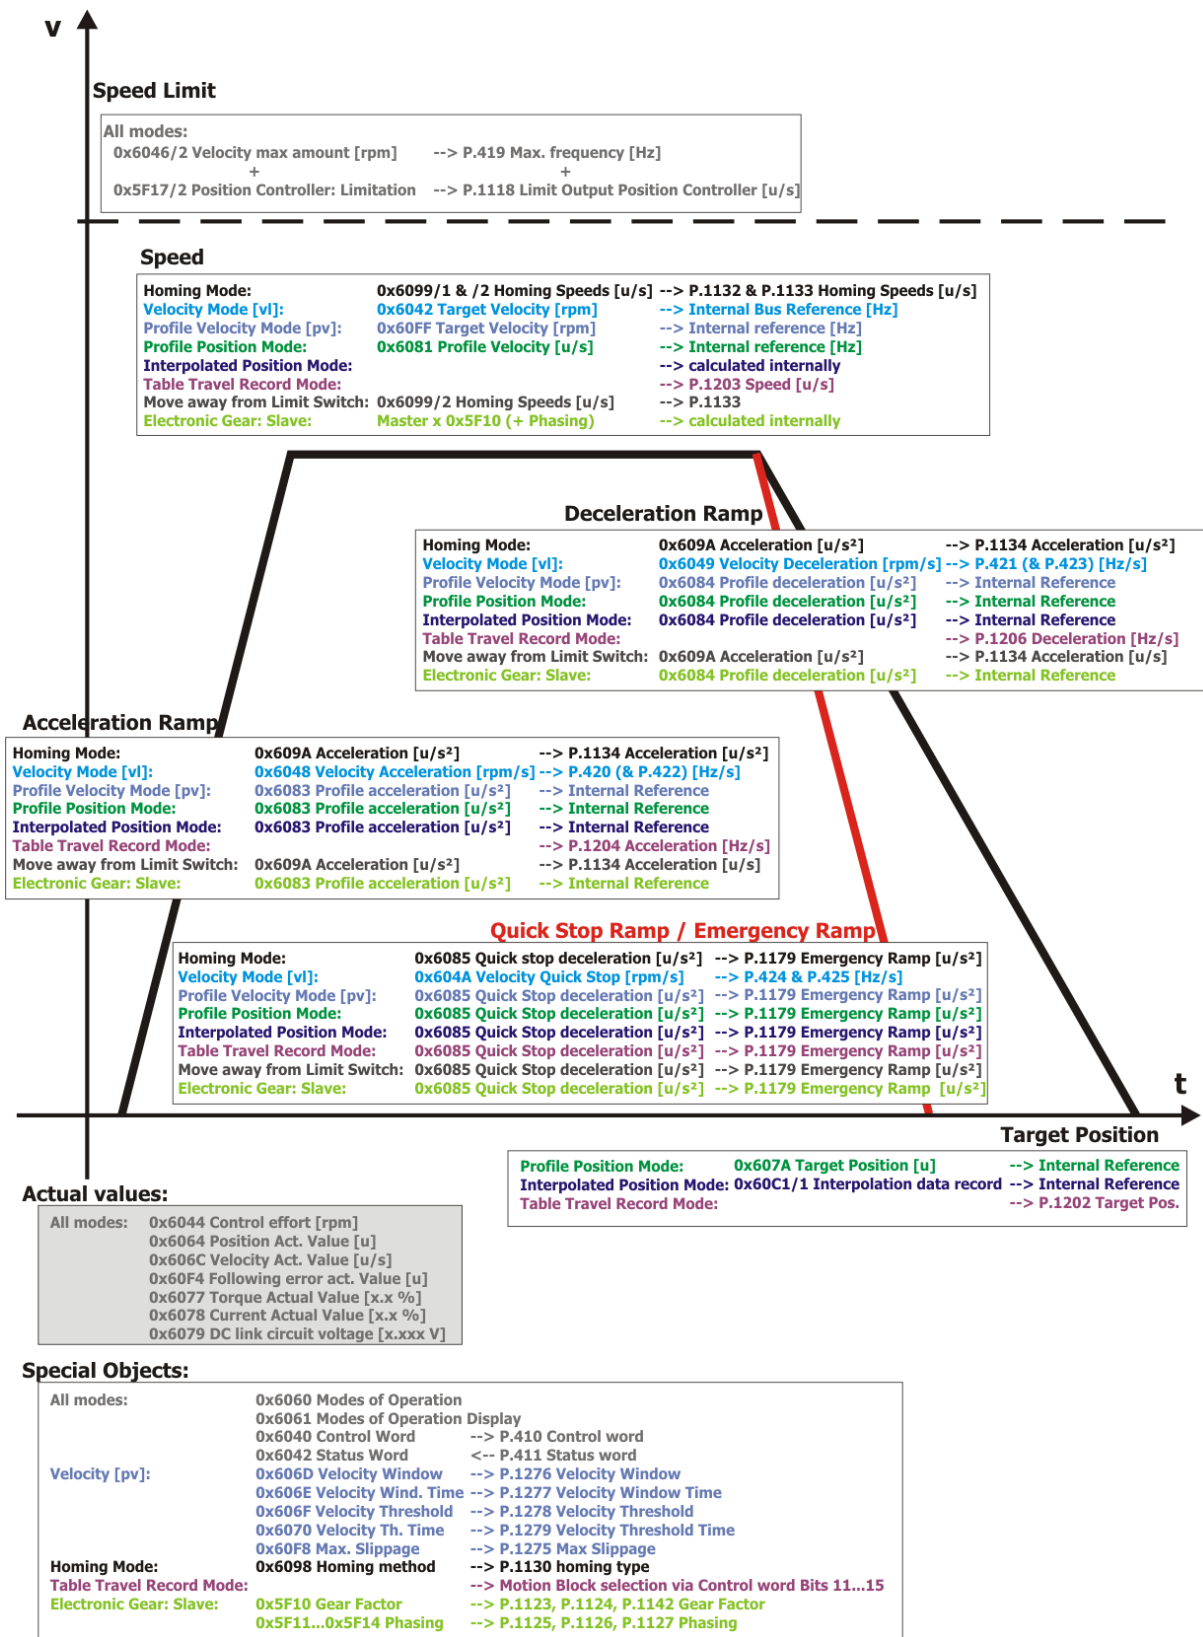 v
Speed Limit
All modes:
0x6046/2 Velocity max amount [rpm] --> P.419 Max. frequency [Hz]
+ +
0x5F17/2 Position Controller: Limitation --> P.1118 Limit Output Position Controller [u/s]
Speed
Homing Mode: 0x6099/1 & /2 Homing Speeds [u/s] --> P.1132 & P.1133 Homing Speeds [u/s]
Velocity Mode [vl]: 0x6042 Target Velocity [rpm] --> Internal Bus Reference [Hz]
Profile Velocity Mode [pv]: 0x60FF Target Velocity [rpm] --> Internal reference [Hz]
Profile Position Mode: 0x6081 Profile Velocity [u/s] --> Internal reference [Hz]
Interpolated Position Mode: --> calculated internally
Table Travel Record Mode: --> P.1203 Speed [u/s]
Move away from Limit Switch: 0x6099/2 Homing Speeds [u/s] --> P.1133
Electronic Gear: Slave: Master x 0x5F10 (+ Phasing) --> calculated internally
Deceleration Ramp
Homing Mode: 0x609A Acceleration [u/s²] --> P.1134 Acceleration [u/s²]
Velocity Mode [vl]: 0x6049 Velocity Deceleration [rpm/s] --> P.421 (& P.423) [Hz/s]
Profile Velocity Mode [pv]: 0x6084 Profile deceleration [u/s²] --> Internal Reference
Profile Position Mode: 0x6084 Profile deceleration [u/s²] --> Internal Reference
Interpolated Position Mode: 0x6084 Profile deceleration [u/s²] --> Internal Reference
Table Travel Record Mode: --> P.1206 Deceleration [Hz/s]
Move away from Limit Switch: 0x609A Acceleration [u/s²] --> P.1134 Acceleration [u/s]
Electronic Gear: Slave: 0x6084 Profile deceleration [u/s²] --> Internal Reference
Acceleration Ramp
Homing Mode: 0x609A Acceleration [u/s²] --> P.1134 Acceleration [u/s²]
Velocity Mode [vl]: 0x6048 Velocity Acceleration [rpm/s] --> P.420 (& P.422) [Hz/s]
Profile Velocity Mode [pv]: 0x6083 Profile acceleration [u/s²] --> Internal Reference
Profile Position Mode: 0x6083 Profile acceleration [u/s²] --> Internal Reference
Interpolated Position Mode: 0x6083 Profile acceleration [u/s²] --> Internal Reference
Table Travel Record Mode: --> P.1204 Acceleration [Hz/s]
Move away from Limit Switch: 0x609A Acceleration [u/s²] --> P.1134 Acceleration [u/s]
Electronic Gear: Slave: 0x6083 Profile acceleration [u/s²] --> Internal Reference
Quick Stop Ramp / Emergency Ramp
Homing Mode: 0x6085 Quick stop deceleration [u/s²] --> P.1179 Emergency Ramp [u/s²]
Velocity Mode [vl]: 0x604A Velocity Quick Stop [rpm/s] --> P.424 & P.425 [Hz/s]
Profile Velocity Mode [pv]: 0x6085 Quick Stop deceleration [u/s²] --> P.1179 Emergency Ramp [u/s²]
Profile Position Mode: 0x6085 Quick Stop deceleration [u/s²] --> P.1179 Emergency Ramp [u/s²]
Interpolated Position Mode: 0x6085 Quick Stop deceleration [u/s²] --> P.1179 Emergency Ramp [u/s²]
Table Travel Record Mode: 0x6085 Quick Stop deceleration [u/s²] --> P.1179 Emergency Ramp [u/s²]
Move away from Limit Switch: 0x6085 Quick Stop deceleration [u/s²] --> P.1179 Emergency Ramp [u/s²]
Electronic Gear: Slave: 0x6085 Quick Stop deceleration [u/s²] --> P.1179 Emergency Ramp [u/s²]
t
Target Position
Profile Position Mode: 0x607A Target Position [u] --> Internal Reference
Interpolated Position Mode: 0x60C1/1 Interpolation data record --> Internal Reference
Table Travel Record Mode: --> P.1202 Target Pos.
Actual values:
All modes: 0x6044 Control effort [rpm]
0x6064 Position Act. Value [u]
0x606C Velocity Act. Value [u/s]
0x60F4 Following error act. Value [u]
0x6077 Torque Actual Value [x.x %]
0x6078 Current Actual Value [x.x %]
0x6079 DC link circuit voltage [x.xxx V]
Special Objects:
All modes: 0x6060 Modes of Operation
0x6061 Modes of Operation Display
0x6040 Control Word --> P.410 Control word
0x6042 Status Word <-- P.411 Status word
Velocity [pv]: 0x606D Velocity Window --> P.1276 Velocity Window
0x606E Velocity Wind. Time --> P.1277 Velocity Window Time
0x606F Velocity Threshold --> P.1278 Velocity Threshold
0x6070 Velocity Th. Time --> P.1279 Velocity Threshold Time
0x60F8 Max. Slippage --> P.1275 Max Slippage
Homing Mode: 0x6098 Homing method --> P.1130 homing type
Table Travel Record Mode: --> Motion Block selection via Control word Bits 11...15
Electronic Gear: Slave: 0x5F10 Gear Factor --> P.1123, P.1124, P.1142 Gear Factor
0x5F11...0x5F14 Phasing --> P.1125, P.1126, P.1127 Phasing